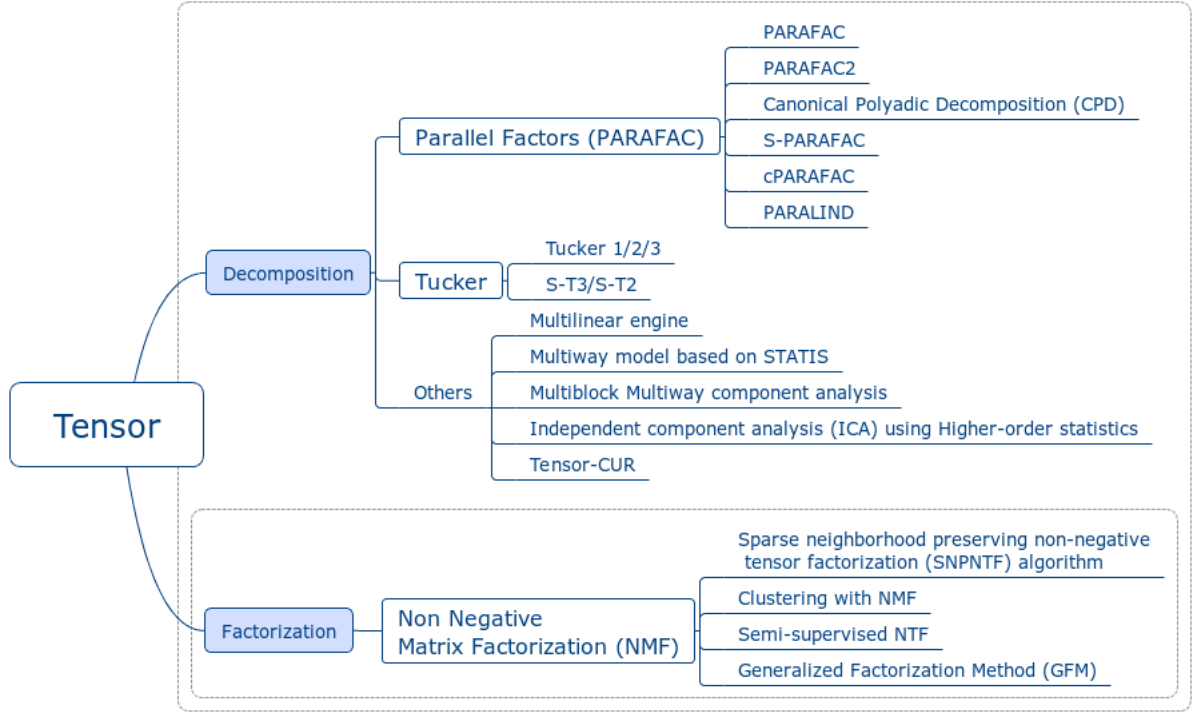 PARAFAC
PARAFAC2
Canonical Polyadic Decomposition (CPD)
Parallel Factors (PARAFAC)
S-PARAFAC
cPARAFAC
PARALIND
Tucker 1/2/3
Decomposition
Tucker
S-T3/S-T2
Multilinear engine
Multiway model based on STATIS
Others
Multiblock Multiway component analysis
Tensor
Independent component analysis (ICA) using Higher-order statistics
Tensor-CUR
Sparse neighborhood preserving non-negative
tensor factorization (SNPNTF) algorithm
Clustering with NMF
Factorization
Non Negative
Matrix Factorization (NMF)
Semi-supervised NTF
Generalized Factorization Method (GFM)